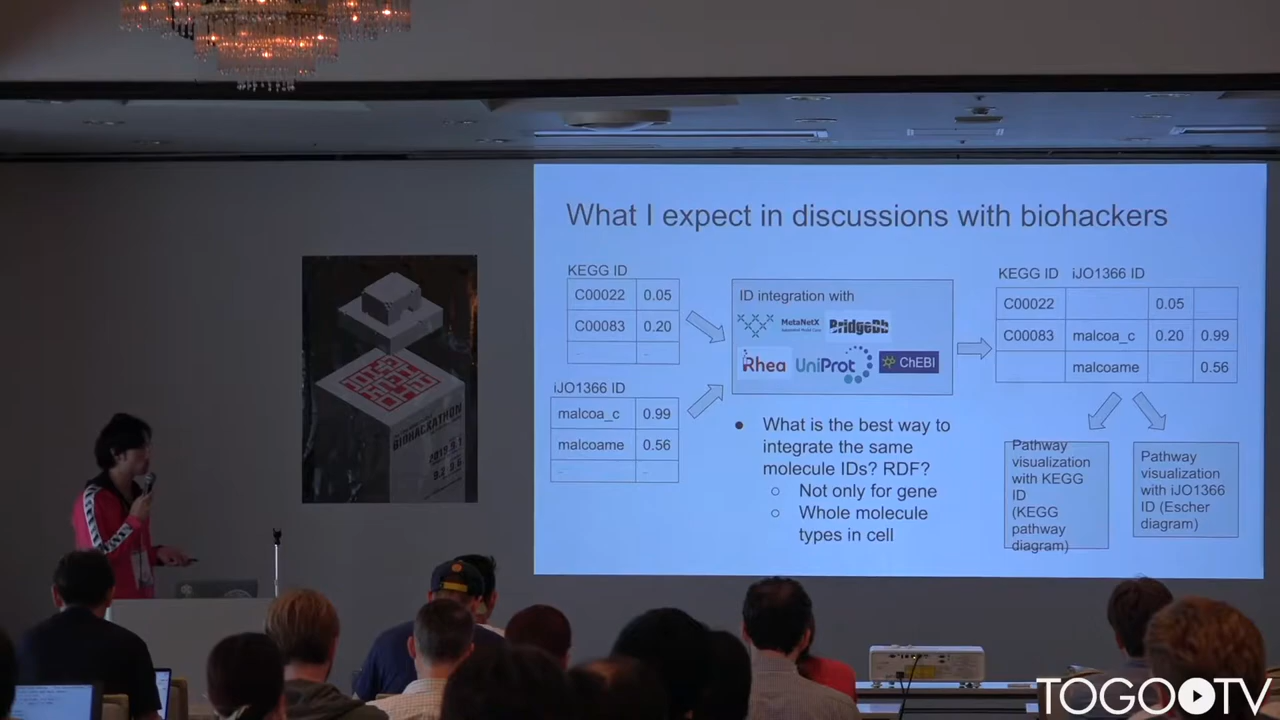 What I expect in discussions with biohackers
KEGG ID
C00022 0.05
C00083 0.20
iJO1366 ID
malcoa_c 0.99
malcoame 0.56
ID integration with
MetaNetX
BridgeDb
Rhea
UniProt
ChEBI
What is the best way to
integrate the same
molecule IDs? RDF?
Not only for gene
Whole molecule
types in cell
KEGG ID iJO1366 ID
C00022 0.05
C00083 malcoa_c 0.20 0.99
malcoame 0.56
Pathway
visualization
with KEGG
ID
(KEGG
pathway
diagram)
Pathway
visualization
with iJO1366
ID (Escher
diagram)
BIOHACKATHON
TOGOTV